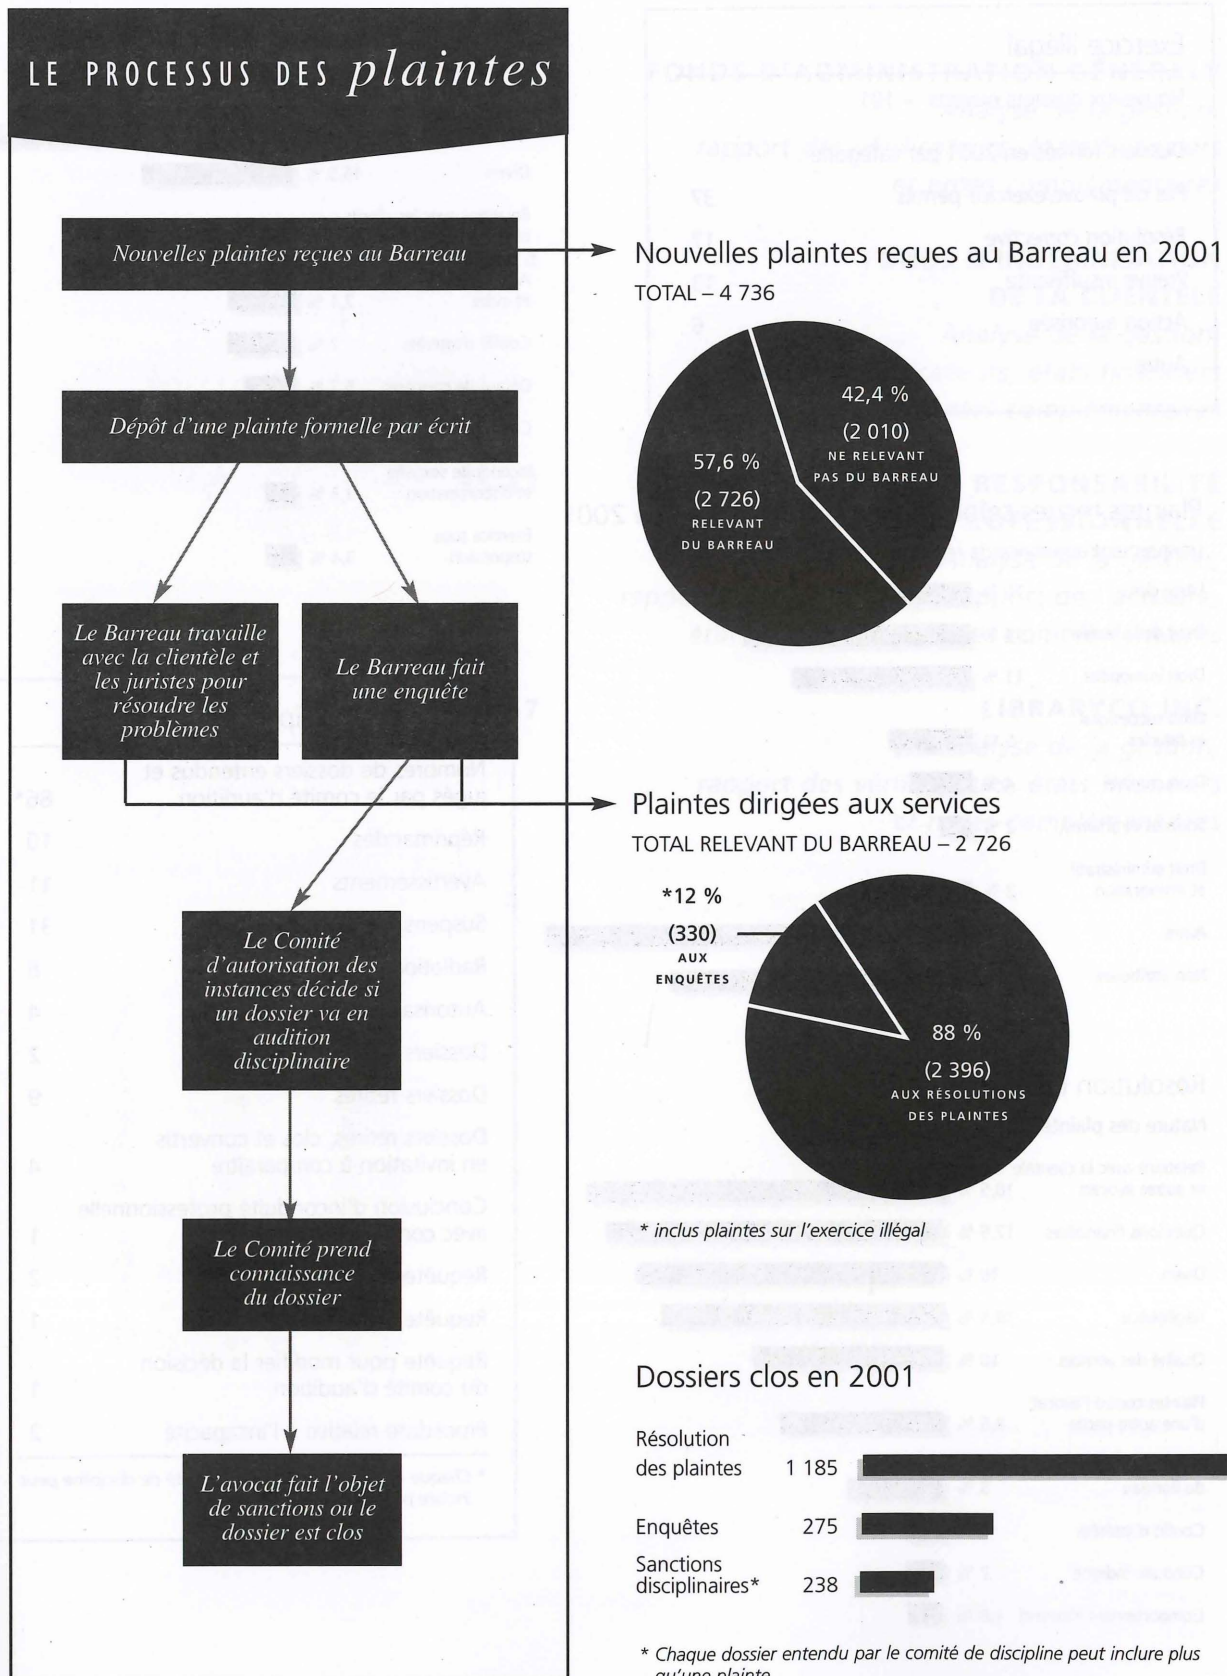 LE PROCESSUS DES plaintes
Nouvelles plaintes reçues au Barreau
Dépôt d'une plainte formelle par écrit
Le Barreau travaille
avec la clientèle et
les juristes pour
résoudre les
problèmes
Le Barreau fait
une enquête
Le Comité
d'autorisation des
instances décide si
un dossier va en
audition
disciplinaire
Le Comité prend
connaissance
du dossier
L'avocat fait l'objet
de sanctions ou le
dossier est clos
Nouvelles plaintes reçues au Barreau en 2001
TOTAL – 4 736
42,4 %
(2 010)
NE RELEVANT
PAS DU BARREAU
57,6 %
(2 726)
RELEVANT
DU BARREAU
Plaintes dirigées aux services
TOTAL RELEVANT DU BARREAU – 2 726
*12 %
(330)
AUX
ENQUÊTES
88 %
(2 396)
AUX RÉSOLUTIONS
DES PLAINTES
* inclus plaintes sur l'exercice illégal
Dossiers clos en 2001
Résolution
des plaintes 1 185
Enquêtes 275
Sanctions
disciplinaires* 238
* Chaque dossier entendu par le comité de discipline peut inclure plus
qu'une plainte